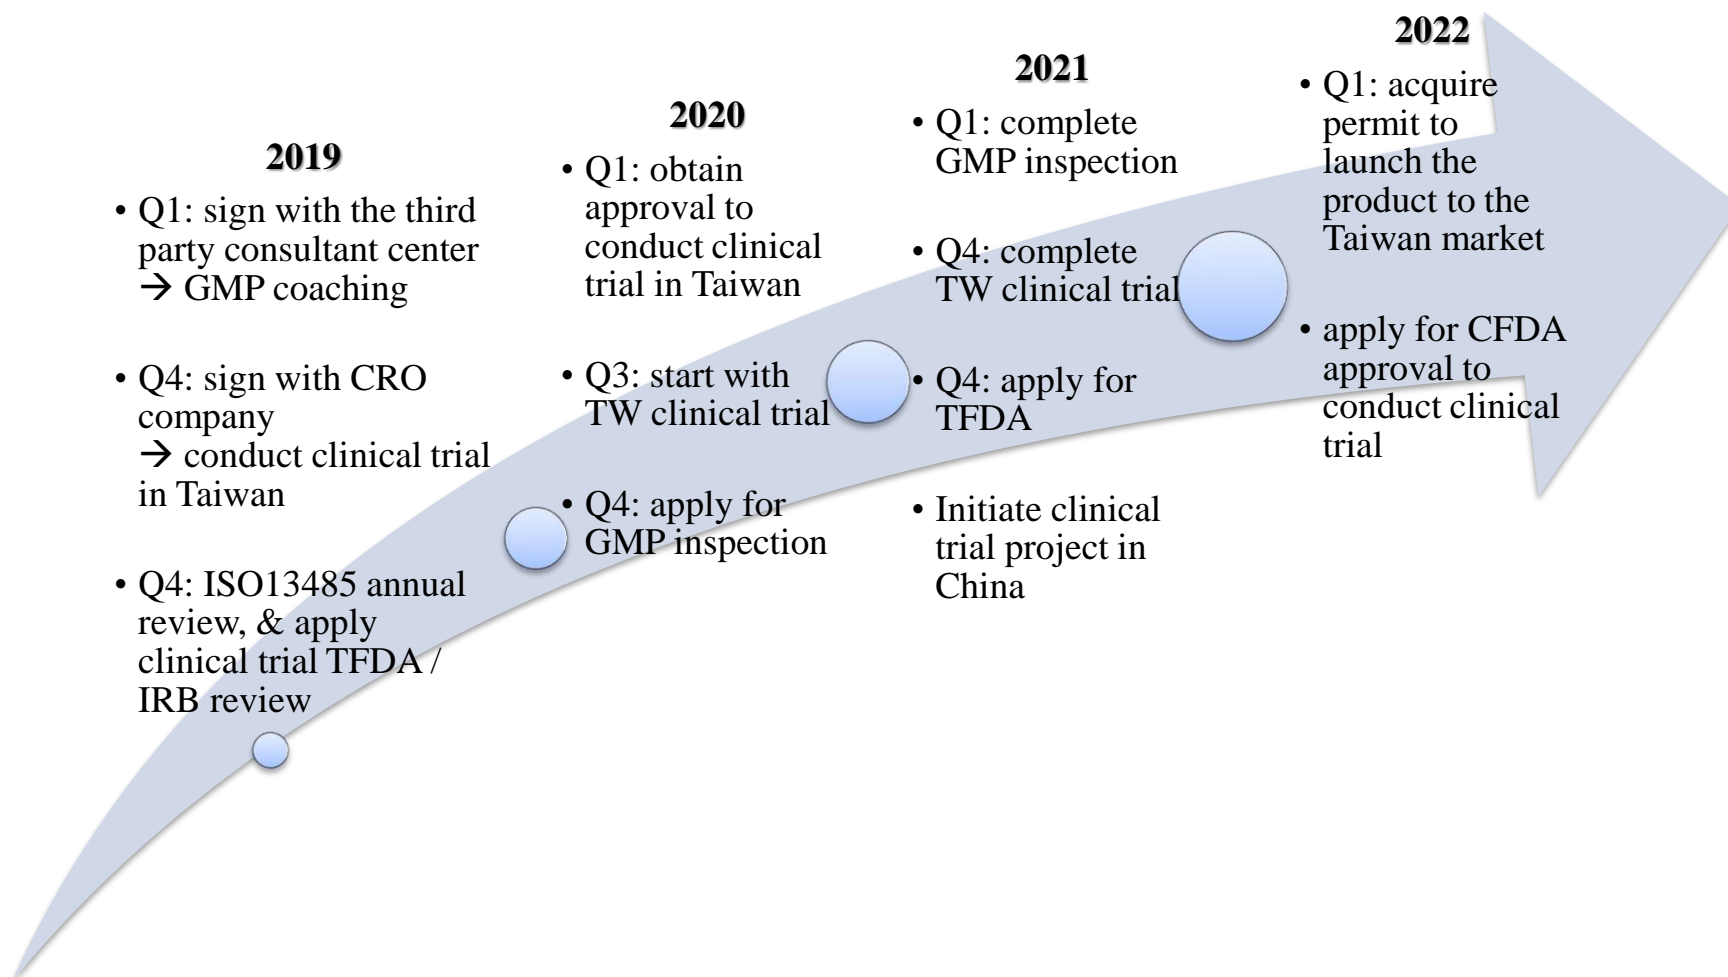 2019
• Q1: sign with the third
party consultant center
→ GMP coaching
• Q4: sign with CRO
company
→ conduct clinical trial
in Taiwan
• Q4: ISO13485 annual
review, & apply
clinical trial TFDA /
IRB review
2020
• Q1: obtain
approval to
conduct clinical
trial in Taiwan
• Q3: start with
TW clinical trial
• Q4: apply for
GMP inspection
2021
• Q1: complete
GMP inspection
• Q4: complete
TW clinical trial
• Q4: apply for
TFDA
• Initiate clinical
trial project in
China
2022
• Q1: acquire
permit to
launch the
product to the
Taiwan market
• apply for CFDA
approval to
conduct clinical
trial